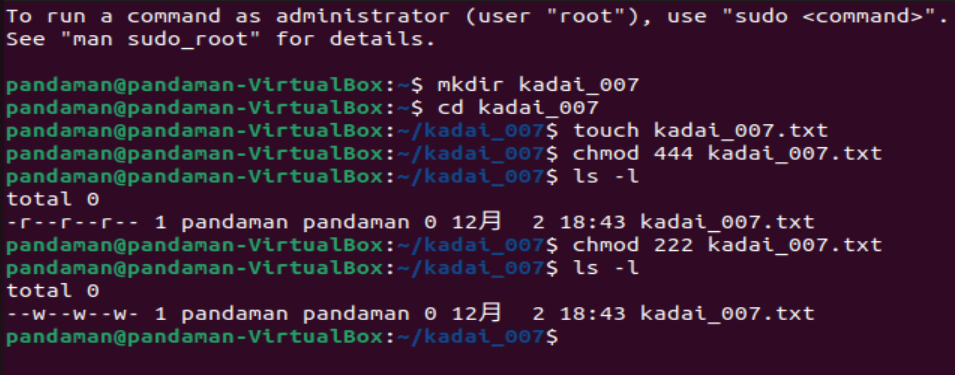 To run a command as administrator (user "root"), use "sudo <command>".
See "man sudo_root" for details.
pandaman@pandaman-VirtualBox:~$ mkdir kadai_007
pandaman@pandaman-VirtualBox:~$ cd kadai_007
pandaman@pandaman-VirtualBox:~/kadai_007$ touch kadai_007.txt
pandaman@pandaman-VirtualBox:~/kadai_007$ chmod 444 kadai_007.txt
pandaman@pandaman-VirtualBox:~/kadai_007$ ls -l
total 0
-r--r--r-- 1 pandaman pandaman 0 12月  2 18:43 kadai_007.txt
pandaman@pandaman-VirtualBox:~/kadai_007$ chmod 222 kadai_007.txt
pandaman@pandaman-VirtualBox:~/kadai_007$ ls -l
total 0
--w--w--w- 1 pandaman pandaman 0 12月  2 18:43 kadai_007.txt
pandaman@pandaman-VirtualBox:~/kadai_007$